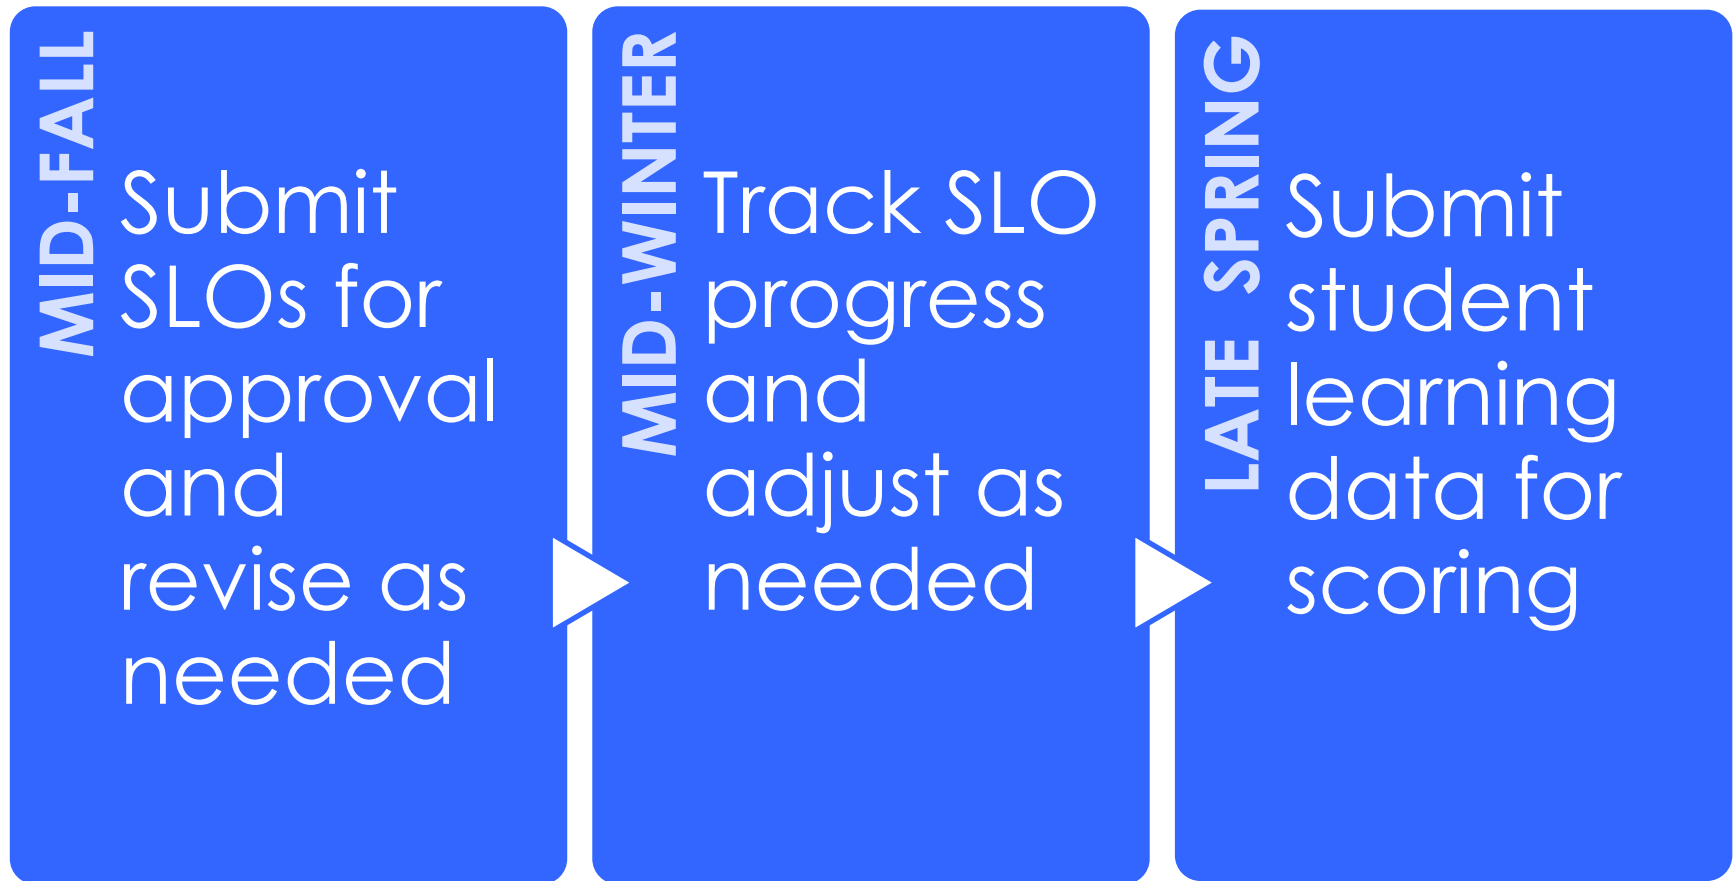 MID-FALL
Submit
SLOs for
approval
and
revise as
needed
MID-WINTER
Track SLO
progress
and
adjust as
needed
LATE SPRING
Submit
student
learning
data for
scoring